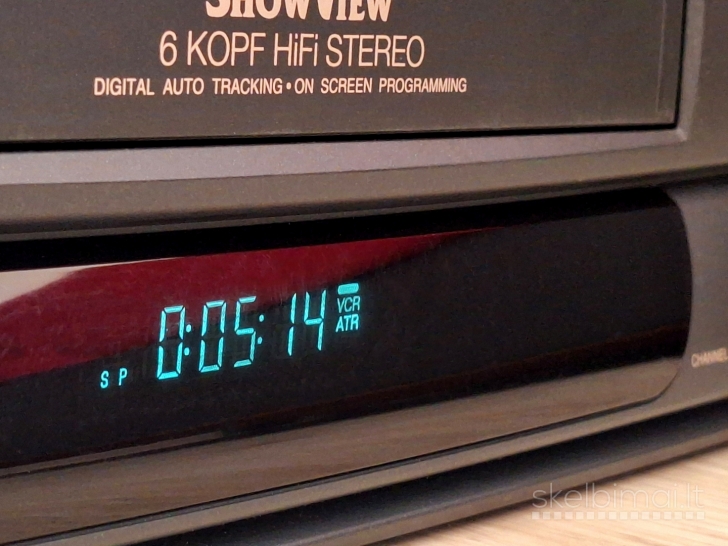 SHOWVIEW
6 KOPF HiFi STEREO
DIGITAL AUTO TRACKING • ON SCREEN PROGRAMMING
VCR
S P 0:05:14 ATR
CHANNEL
skelbimai.lt